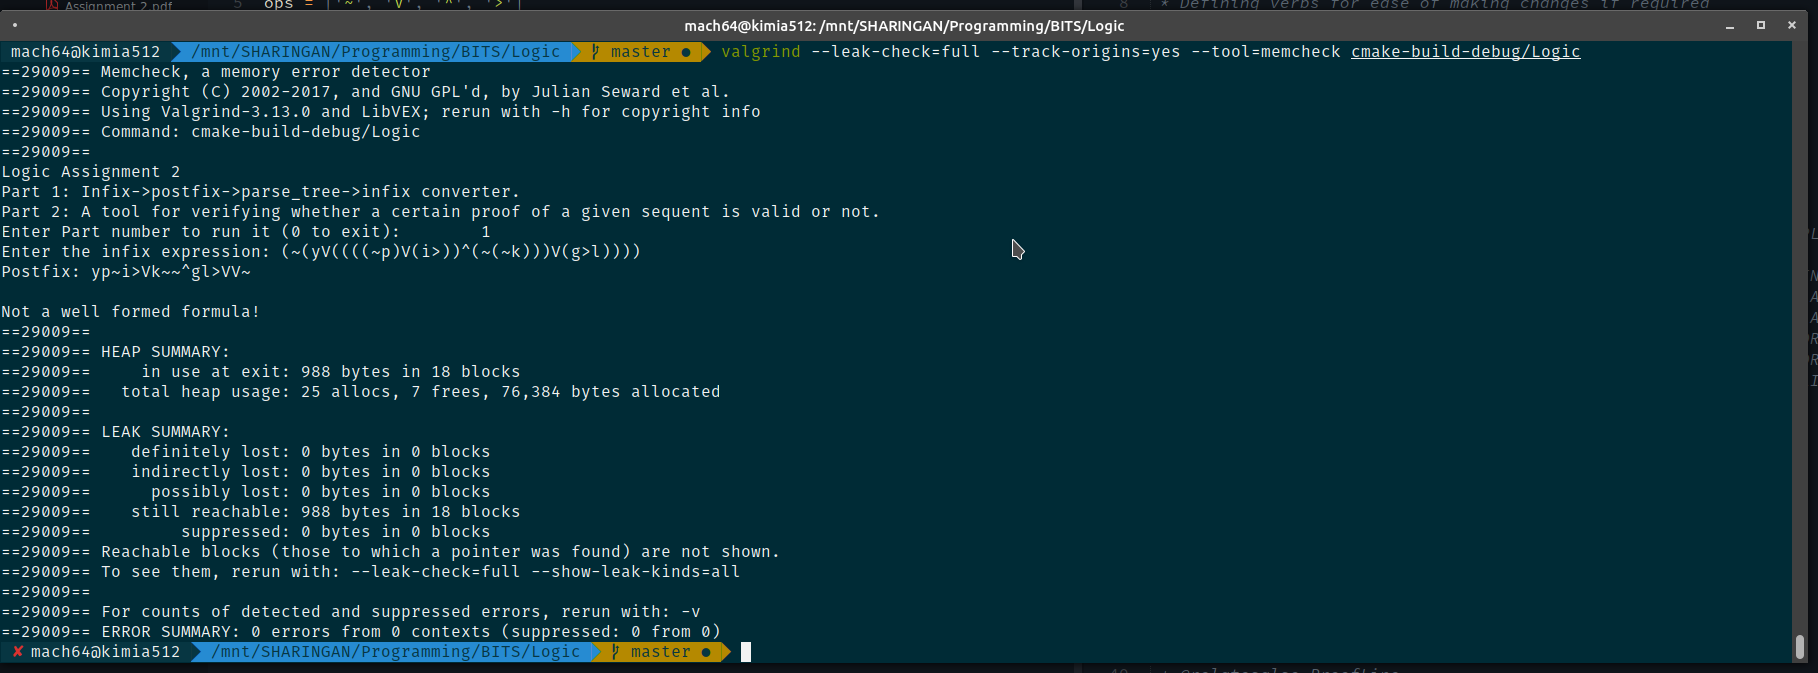 Assignment 2.pdf
5 ops = ['~', 'V', '^', '>']
8 * Defining verbs for ease of making changes if required
mach64@kimia512: /mnt/SHARINGAN/Programming/BITS/Logic
mach64@kimia512 /mnt/SHARINGAN/Programming/BITS/Logic master ● valgrind --leak-check=full --track-origins=yes --tool=memcheck cmake-build-debug/Logic
==29009== Memcheck, a memory error detector
==29009== Copyright (C) 2002-2017, and GNU GPL'd, by Julian Seward et al.
==29009== Using Valgrind-3.13.0 and LibVEX; rerun with -h for copyright info
==29009== Command: cmake-build-debug/Logic
==29009==
Logic Assignment 2
Part 1: Infix->postfix->parse_tree->infix converter.
Part 2: A tool for verifying whether a certain proof of a given sequent is valid or not.
Enter Part number to run it (0 to exit): 1
Enter the infix expression: (~(yV((((~p)V(i>))^(~(~k)))V(g>l))))
Postfix: yp~i>Vk~~^gl>VV~
Not a well formed formula!
==29009==
==29009== HEAP SUMMARY:
==29009== in use at exit: 988 bytes in 18 blocks
==29009== total heap usage: 25 allocs, 7 frees, 76,384 bytes allocated
==29009==
==29009== LEAK SUMMARY:
==29009== definitely lost: 0 bytes in 0 blocks
==29009== indirectly lost: 0 bytes in 0 blocks
==29009== possibly lost: 0 bytes in 0 blocks
==29009== still reachable: 988 bytes in 18 blocks
==29009== suppressed: 0 bytes in 0 blocks
==29009== Reachable blocks (those to which a pointer was found) are not shown.
==29009== To see them, rerun with: --leak-check=full --show-leak-kinds=all
==29009==
==29009== For counts of detected and suppressed errors, rerun with: -v
==29009== ERROR SUMMARY: 0 errors from 0 contexts (suppressed: 0 from 0)
✘ mach64@kimia512 /mnt/SHARINGAN/Programming/BITS/Logic master ●